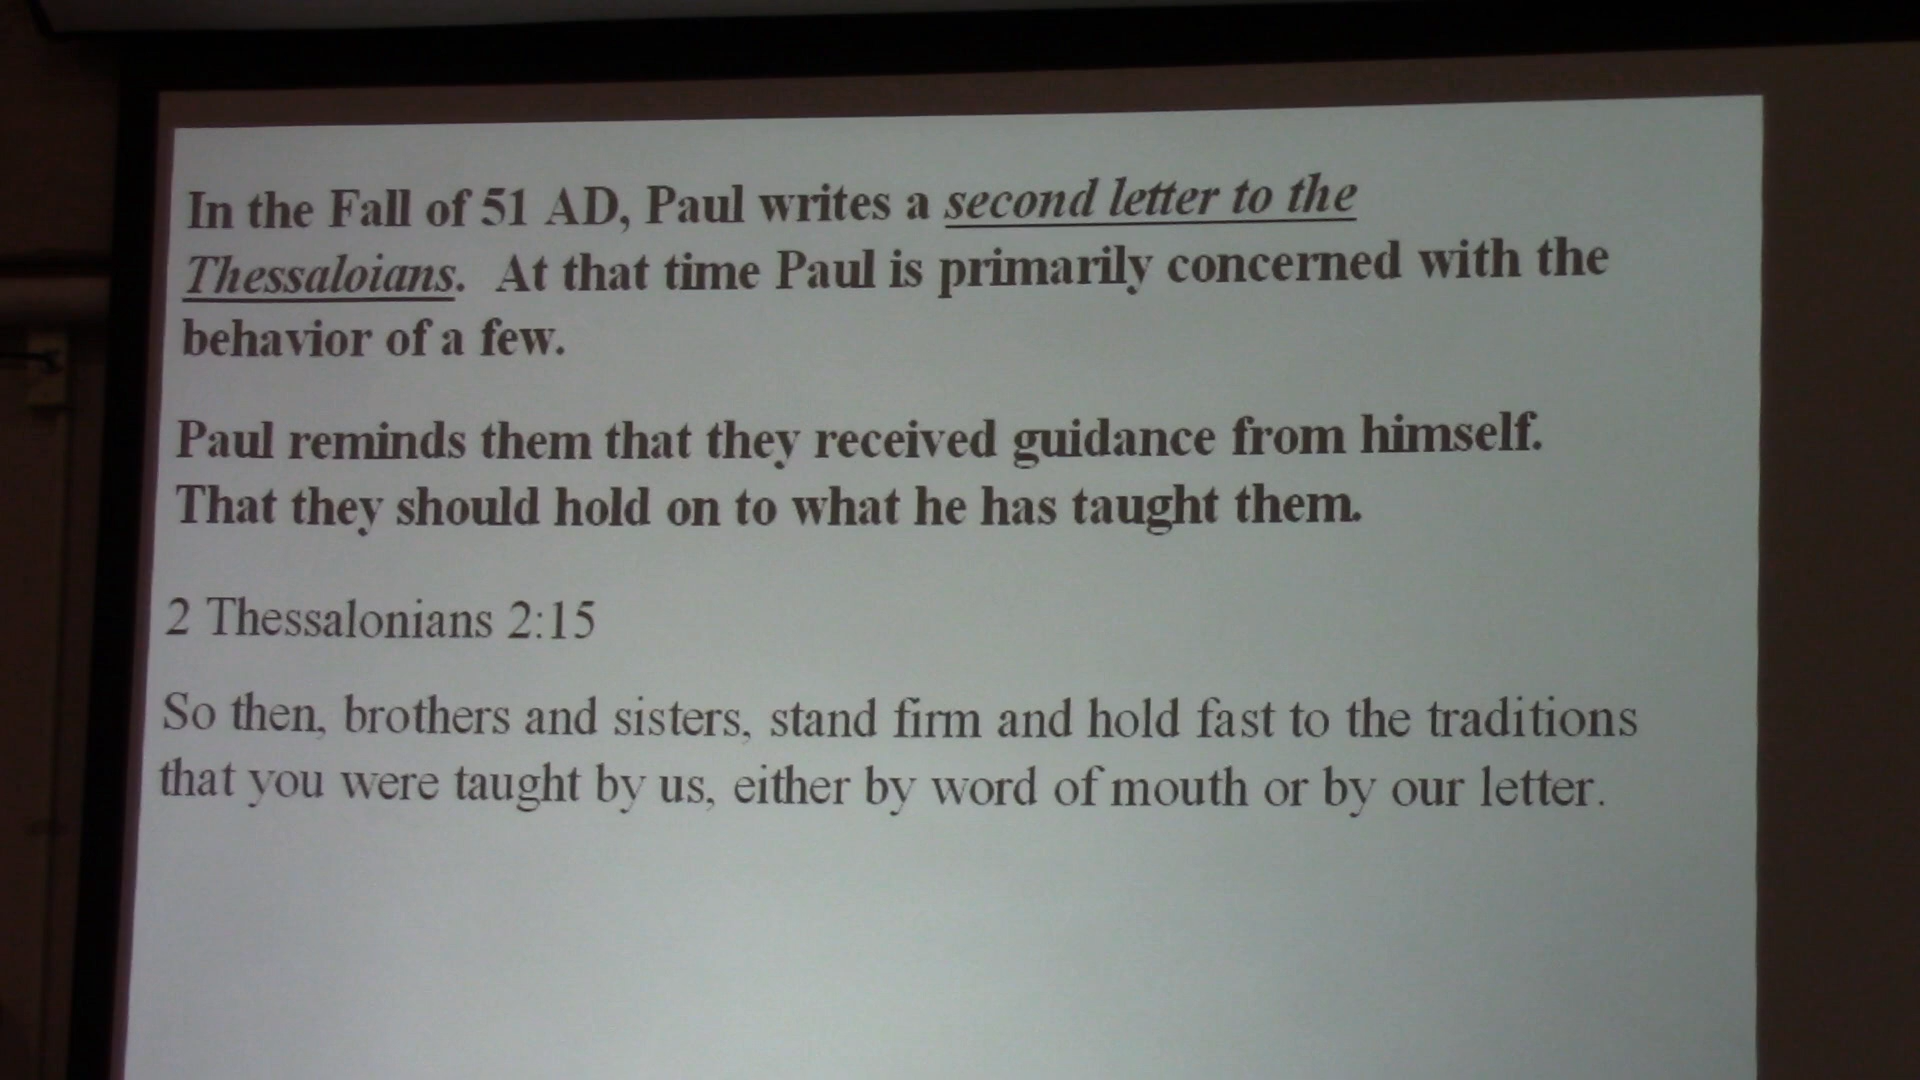 In the Fall of 51 AD, Paul writes a second letter to the
Thessaloians. At that time Paul is primarily concerned with the
behavior of a few.
Paul reminds them that they received guidance from himself.
That they should hold on to what he has taught them.
2 Thessalonians 2:15
So then, brothers and sisters, stand firm and hold fast to the traditions
that you were taught by us, either by word of mouth or by our letter.